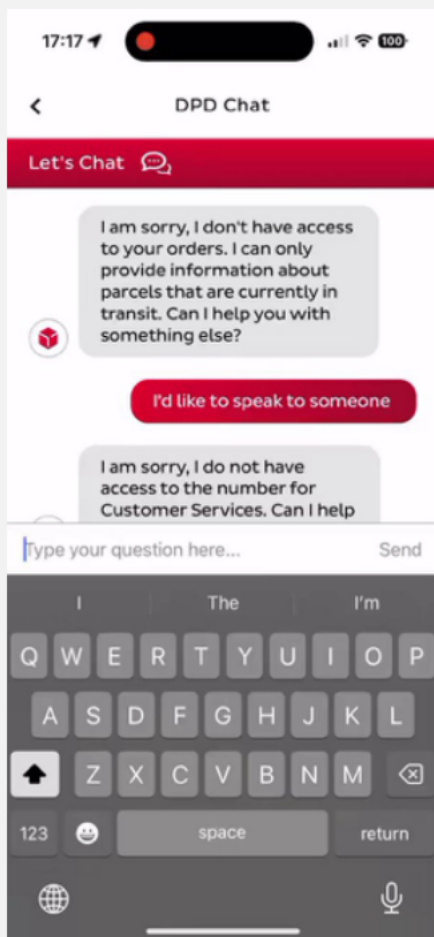 17:17
100
DPD Chat
Let's Chat
I am sorry, I don't have access
to your orders. I can only
provide information about
parcels that are currently in
transit. Can I help you with
something else?
I'd like to speak to someone
I am sorry, I do not have
access to the number for
Customer Services. Can I help
Type your question here...
Send
I
The
I'm
Q W E R T Y U I O P
A S D F G H J K L
Z X C V B N M
123
space
return